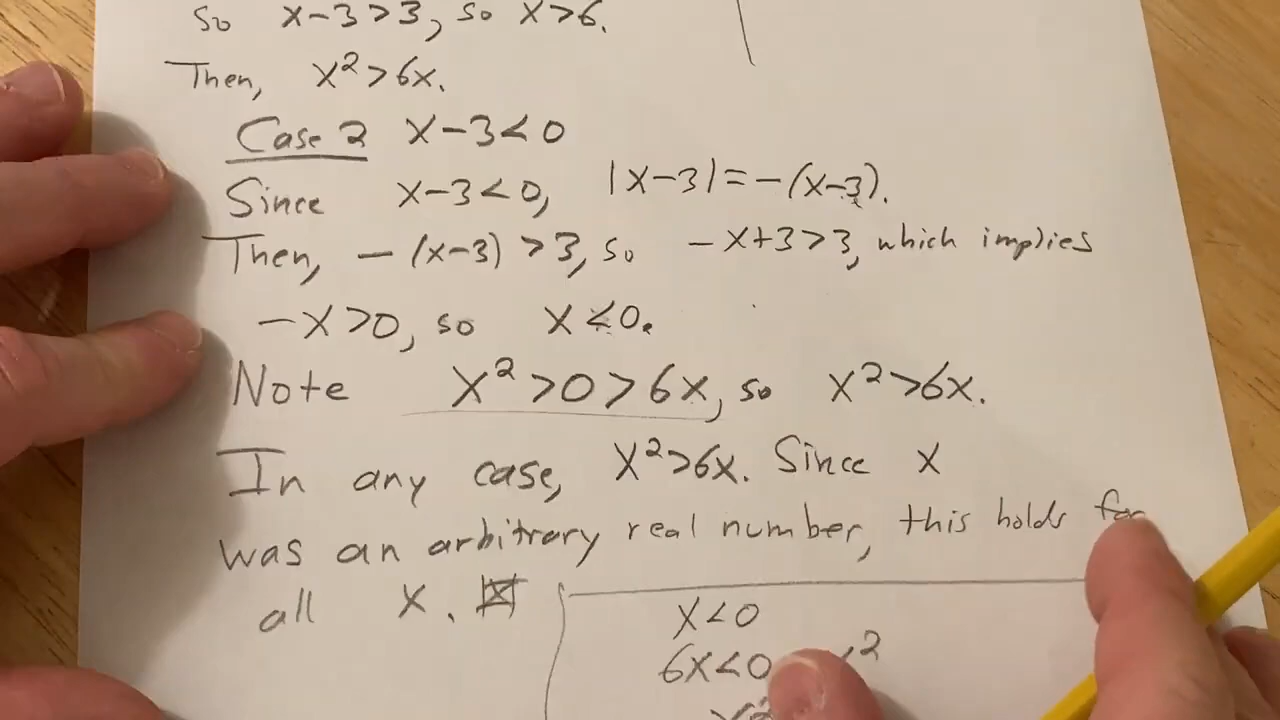 So x-3>3, so x>6.
Then, x²>6x.
Case 2 x-3<0
Since x-3<0, |x-3|=-(x-3).
Then, -(x-3)>3, so -x+3>3, which implies
-x>0, so x<0.
Note x²>0>6x, so x²>6x.
In any case, x²>6x. Since x
was an arbitrary real number, this holds for
all x.
x<0
6x<0